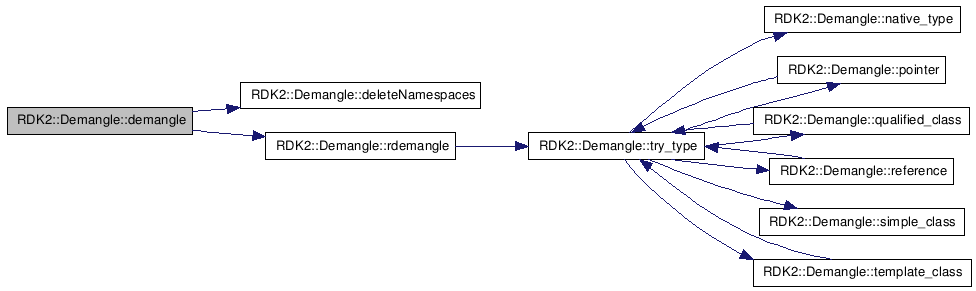 RDK2::Demangle::native_type
RDK2::Demangle::pointer
RDK2::Demangle::deleteNamespaces
RDK2::Demangle::demangle
RDK2::Demangle::qualified_class
RDK2::Demangle::rdemangle
RDK2::Demangle::try_type
RDK2::Demangle::reference
RDK2::Demangle::simple_class
RDK2::Demangle::template_class